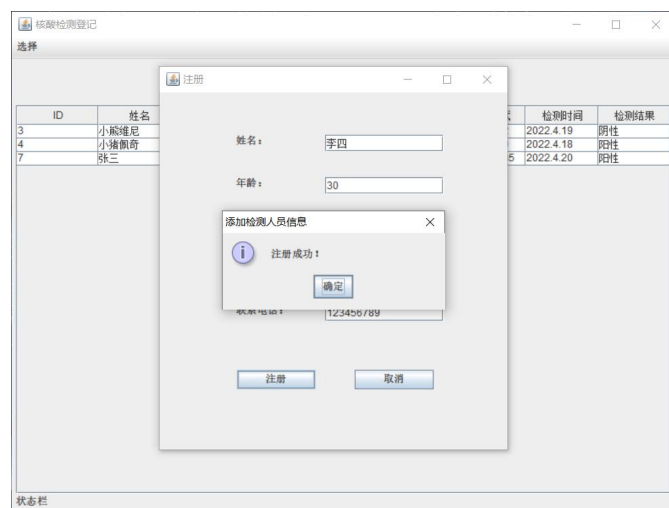 核酸检测登记
选择
注册
ID 姓名 检测时间 检测结果
3 小熊维尼 2022.4.19 阴性
4 小猪佩奇 2022.4.18 阳性
7 张三 5 2022.4.20 阳性
姓名： 李四
年龄： 30
添加检测人员信息
注册成功！
确定
联系电话： 123456789
注册 取消
状态栏